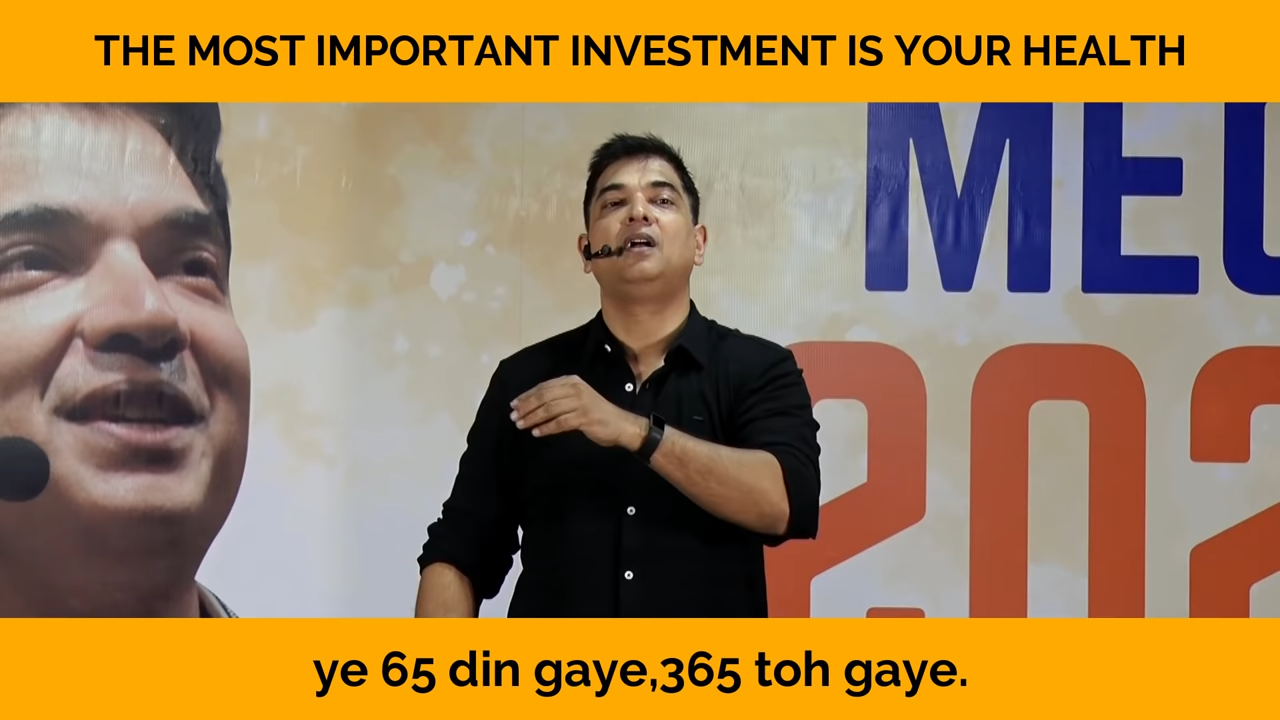 THE MOST IMPORTANT INVESTMENT IS YOUR HEALTH
ye 65 din gaye,365 toh gaye.